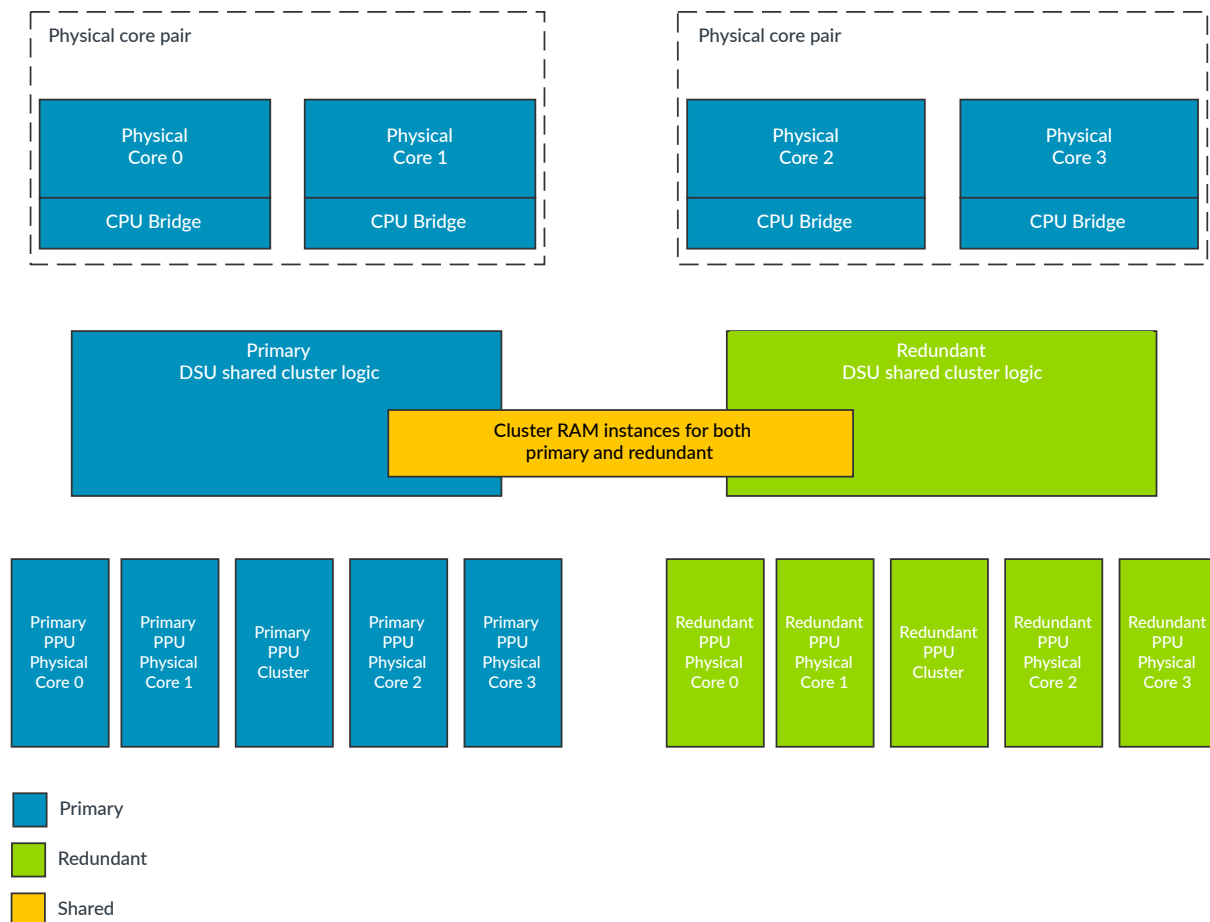 Physical core pair
Physical
Core 0
CPU Bridge
Physical
Core 1
CPU Bridge
Physical core pair
Physical
Core 2
CPU Bridge
Physical
Core 3
CPU Bridge
Primary
DSU shared cluster logic
Redundant
DSU shared cluster logic
Cluster RAM instances for both
primary and redundant
Primary
PPU
Physical
Core 0
Primary
PPU
Physical
Core 1
Primary
PPU
Cluster
Primary
PPU
Physical
Core 2
Primary
PPU
Physical
Core 3
Redundant
PPU
Physical
Core 0
Redundant
PPU
Physical
Core 1
Redundant
PPU
Cluster
Redundant
PPU
Physical
Core 2
Redundant
PPU
Physical
Core 3
Primary
Redundant
Shared